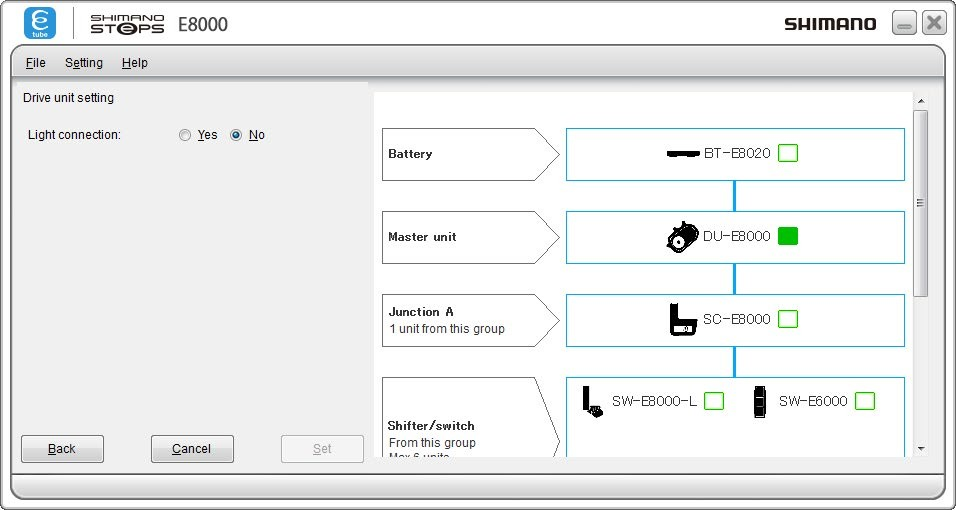 e tube SHIMANO STEPS E8000 SHIMANO
File Setting Help
Drive unit setting
Light connection: Yes No
Battery
BT-E8020
Master unit
DU-E8000
Junction A
1 unit from this group
SC-E8000
SW-E8000-L SW-E6000
Shifter/switch
From this group
Max 6 units
Back Cancel Set